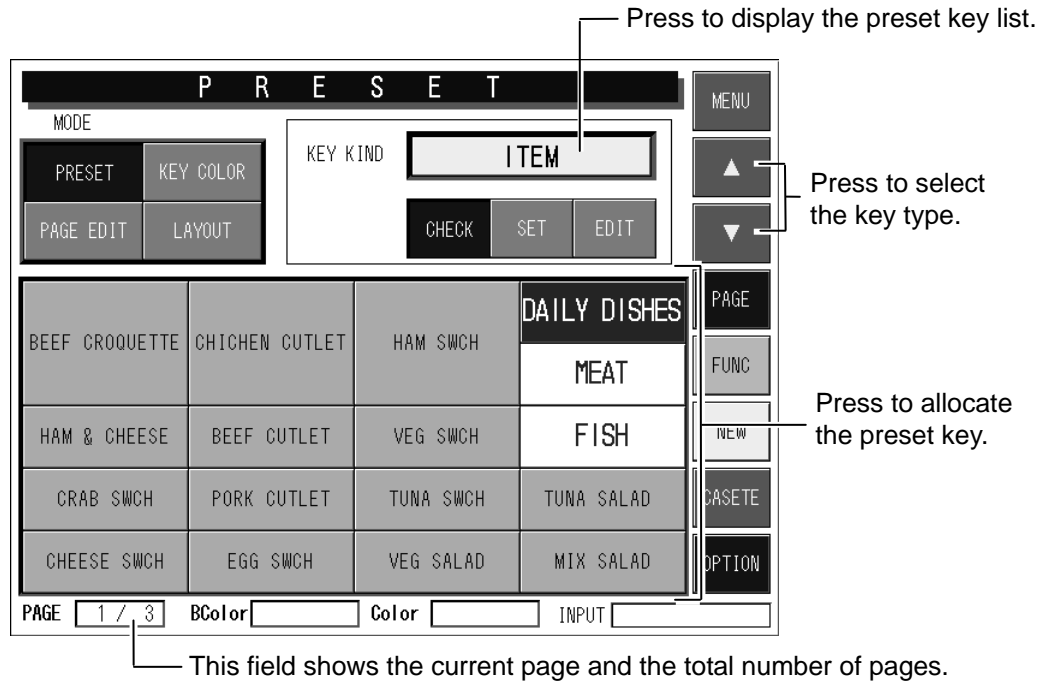 Press to display the preset key list.
PRESET
MENU
MODE
PRESET KEY COLOR
PAGE EDIT LAYOUT
KEY KIND ITEM
CHECK SET EDIT
▲
▼
Press to select
the key type.
BEEF CROQUETTE CHICHEN CUTLET HAM SWCH DAILY DISHES
MEAT
HAM & CHEESE BEEF CUTLET VEG SWCH FISH
CRAB SWCH PORK CUTLET TUNA SWCH TUNA SALAD
CHEESE SWCH EGG SWCH VEG SALAD MIX SALAD
PAGE
FUNC
NEW
CASETE
OPTION
Press to allocate
the preset key.
PAGE 1 / 3 BColor Color INPUT
This field shows the current page and the total number of pages.